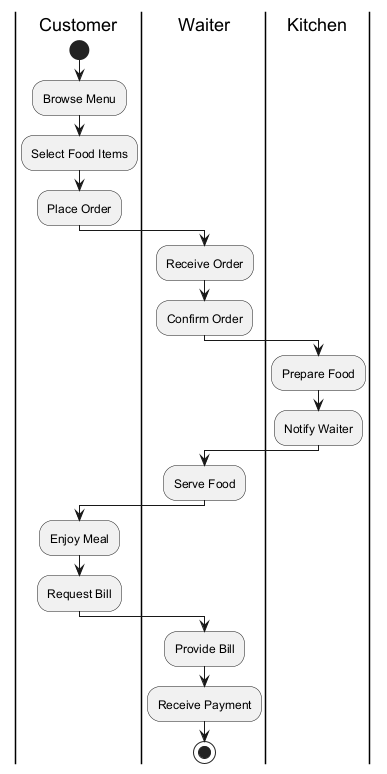 Customer
Waiter
Kitchen
Browse Menu
Select Food Items
Place Order
Receive Order
Confirm Order
Prepare Food
Notify Waiter
Serve Food
Enjoy Meal
Request Bill
Provide Bill
Receive Payment